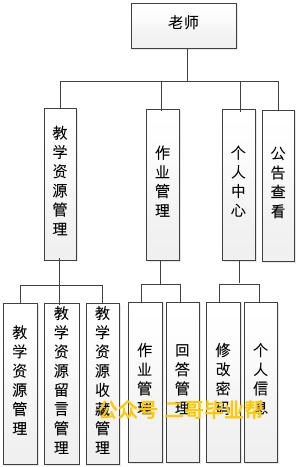 老师
教学资源管理
作业管理
个人中心
公告查看
教学资源管理
教学资源留言管理
教学资源收藏管理
作业管理
回答管理
修改密码
个人信息
公众号 二哥毕业帮